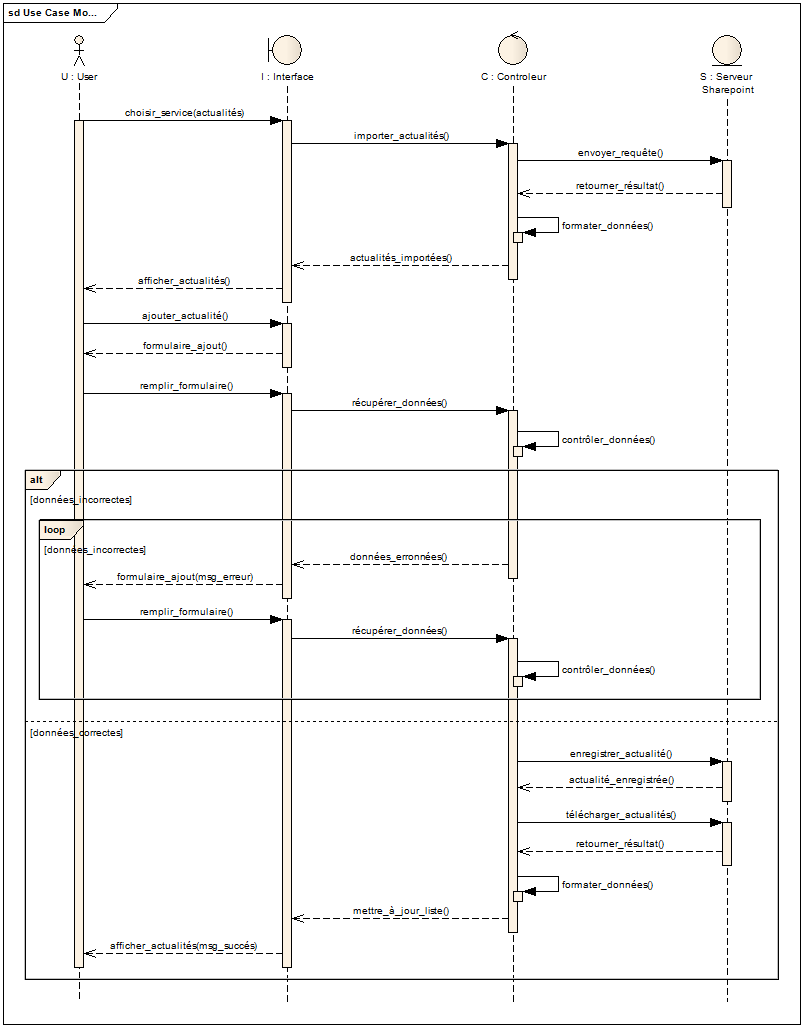 sd Use Case Mo...
U : User
I : Interface
C : Controleur
S : Serveur
Sharepoint
choisir_service(actualités)
importer_actualités()
envoyer_requête()
retourner_résultat()
formater_données()
actualités_importées()
afficher_actualités()
ajouter_actualité()
formulaire_ajout()
remplir_formulaire()
récupérer_données()
contrôler_données()
alt
[données_incorrectes]
loop
[données_incorrectes]
données_erronnées()
formulaire_ajout(msg_erreur)
remplir_formulaire()
récupérer_données()
contrôler_données()
[données_correctes]
enregistrer_actualité()
actualité_enregistrée()
télécharger_actualités()
retourner_résultat()
formater_données()
mettre_à_jour_liste()
afficher_actualités(msg_succés)